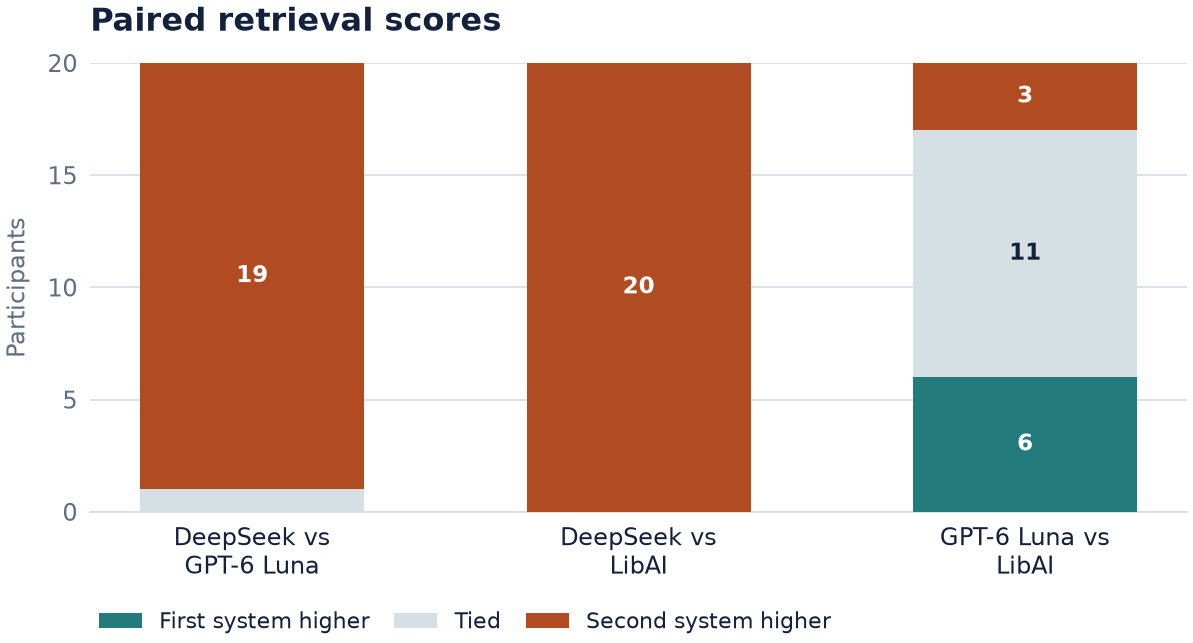 Paired retrieval scores
Participants
20
15
10
5
0
19
20
3
11
6
DeepSeek vs
GPT-6 Luna
DeepSeek vs
LibAI
GPT-6 Luna vs
LibAI
First system higher
Tied
Second system higher